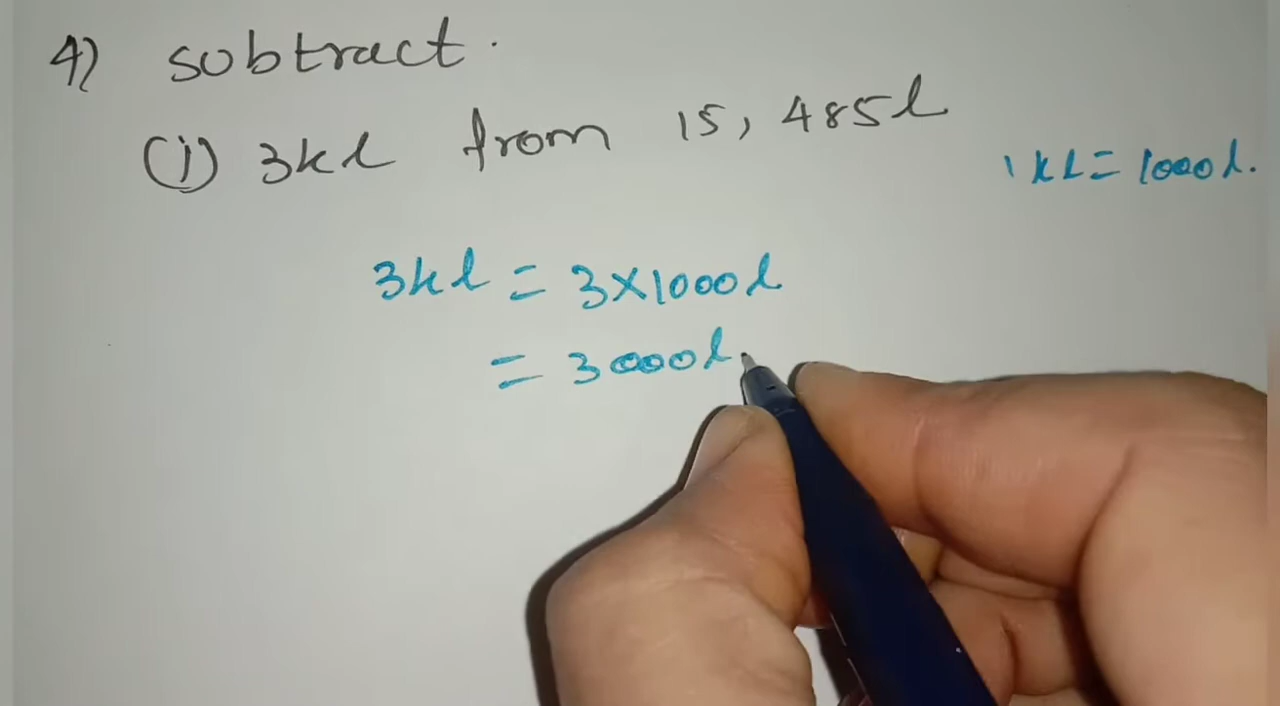 4) subtract.
(i) 3kl from 15,485l
1kL = 1000l.
3kl = 3×1000l
= 3000l